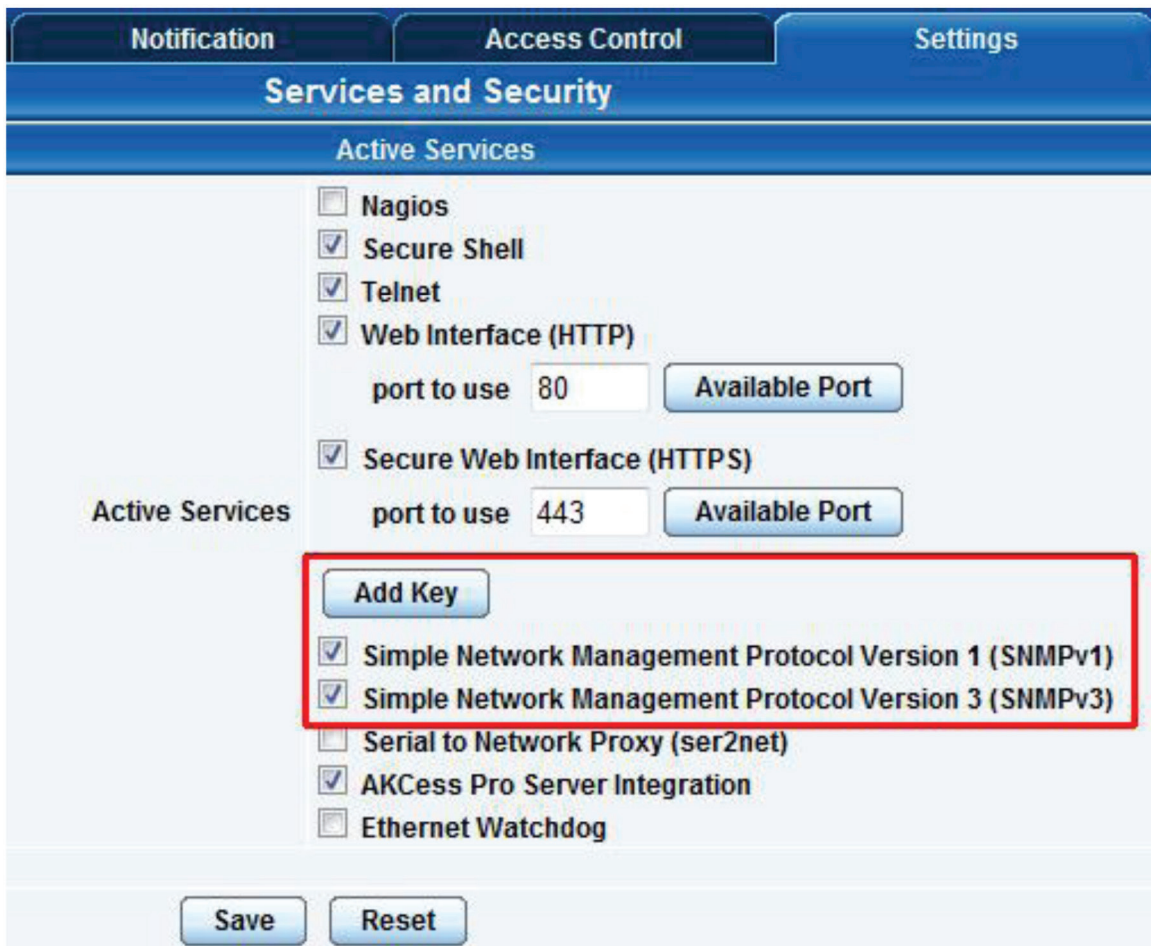 Notification Access Control Settings
Services and Security
Active Services
Nagios
Secure Shell
Telnet
Web Interface (HTTP)
port to use 80 Available Port
Secure Web Interface (HTTPS)
Active Services port to use 443 Available Port
Add Key
Simple Network Management Protocol Version 1 (SNMPv1)
Simple Network Management Protocol Version 3 (SNMPv3)
Serial to Network Proxy (ser2net)
AKCess Pro Server Integration
Ethernet Watchdog
Save Reset